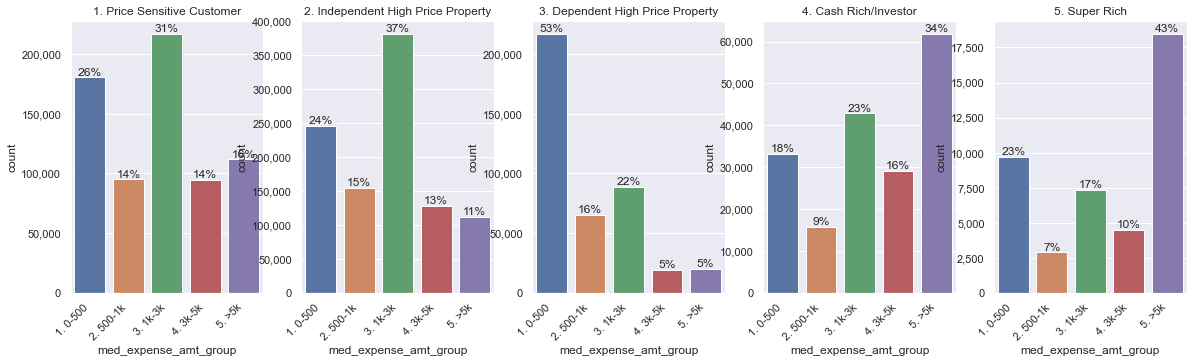 1. Price Sensitive Customer
count
200,000
150,000
100,000
50,000
0
26%
14%
31%
14%
1. 0-500
2. 500-1k
3. 1k-3k
4. 3k-5k
5. >5k
med_expense_amt_group
2. Independent High Price Property
count
400,000
350,000
300,000
250,000
200,000
150,000
100,000
50,000
0
24%
15%
37%
13%
11%
1. 0-500
2. 500-1k
3. 1k-3k
4. 3k-5k
5. >5k
med_expense_amt_group
3. Dependent High Price Property
count
200,000
150,000
100,000
50,000
0
53%
16%
22%
5%
5%
1. 0-500
2. 500-1k
3. 1k-3k
4. 3k-5k
5. >5k
med_expense_amt_group
4. Cash Rich/Investor
count
60,000
50,000
40,000
30,000
20,000
10,000
0
18%
9%
23%
16%
34%
1. 0-500
2. 500-1k
3. 1k-3k
4. 3k-5k
5. >5k
med_expense_amt_group
5. Super Rich
count
17,500
15,000
12,500
10,000
7,500
5,000
2,500
0
23%
7%
17%
10%
43%
1. 0-500
2. 500-1k
3. 1k-3k
4. 3k-5k
5. >5k
med_expense_amt_group